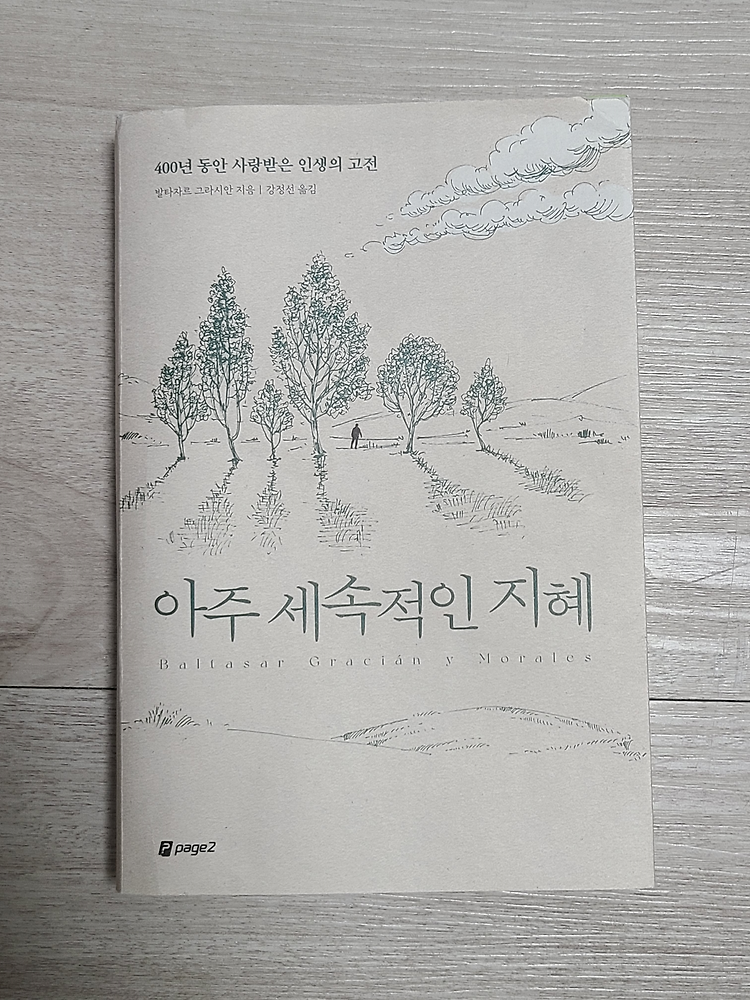 400년 동안 사랑받은 인생의 고전
발타자르 그라시안 지음 | 강정선 옮김
아주 세속적인 지혜
Baltasar Gracián y Morales
page2